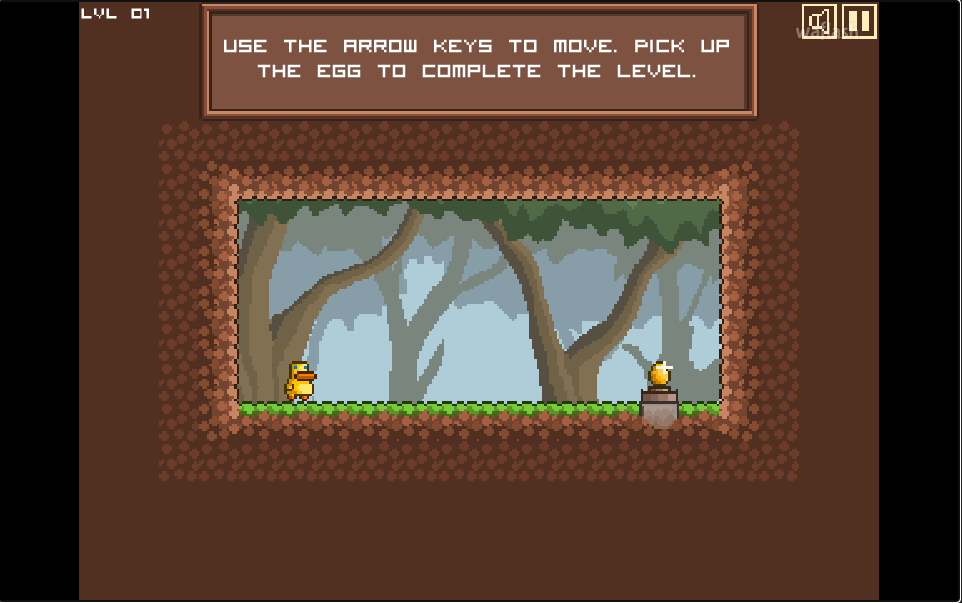 LVL 01
USE THE ARROW KEYS TO MOVE. PICK UP
THE EGG TO COMPLETE THE LEVEL.